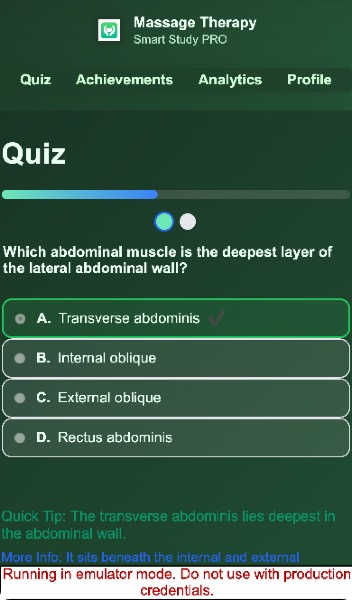 Massage Therapy
Smart Study PRO
Quiz Achievements Analytics Profile
Quiz
Which abdominal muscle is the deepest layer of
the lateral abdominal wall?
A. Transverse abdominis
B. Internal oblique
C. External oblique
D. Rectus abdominis
Quick Tip: The transverse abdominis lies deepest in
the abdominal wall.
More Info: It sits beneath the internal and external
Running in emulator mode. Do not use with production
credentials.